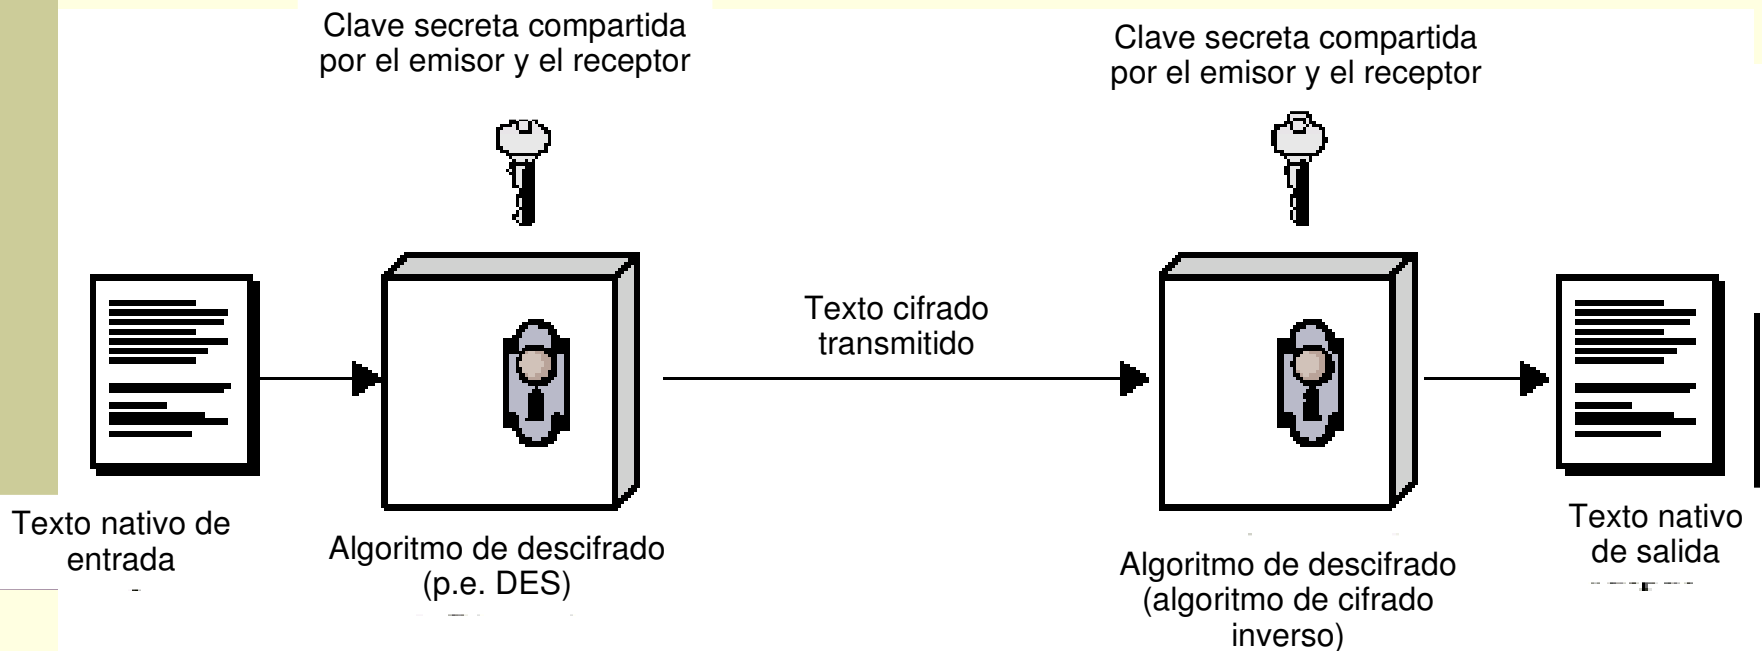 Clave secreta compartida
por el emisor y el receptor
Clave secreta compartida
por el emisor y el receptor
Texto cifrado
transmitido
Texto nativo de
entrada
Algoritmo de descifrado
(p.e. DES)
Algoritmo de descifrado
(algoritmo de cifrado
inverso)
Texto nativo
de salida